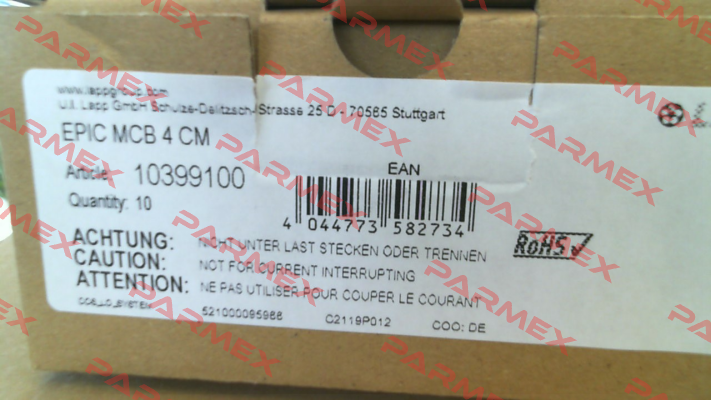 www.lappgroup.com
U.I. Lapp GmbH Schulze-Delitzsch-Strasse 25 D - 70565 Stuttgart
EPIC MCB 4 CM
Article: 10399100
Quantity: 10
EAN
4 044773 582734
ACHTUNG: NICHT UNTER LAST STECKEN ODER TRENNEN
CAUTION: NOT FOR CURRENT INTERRUPTING
ATTENTION: NE PAS UTILISER POUR COUPER LE COURANT
RoHS
521000095988 C2119P012 COO: DE
PARMEX